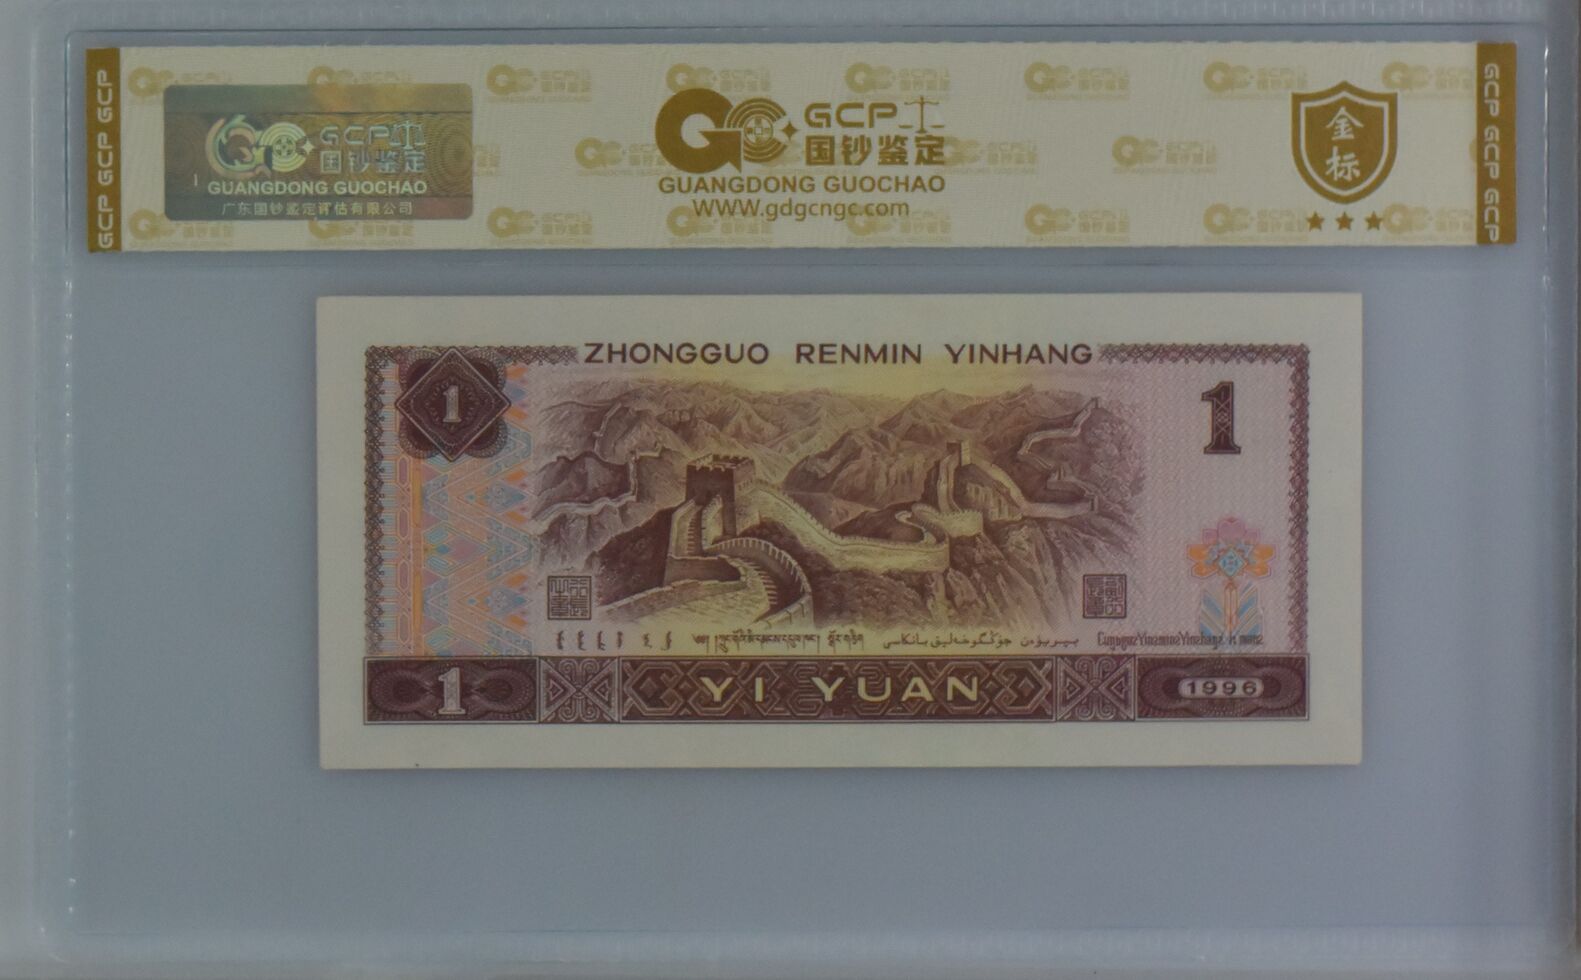 GCP GCP GCP
GCP
国钞鉴定
GUANGDONG GUOCHAO
广东国钞鉴定评估有限公司
GCP
国钞鉴定
GUANGDONG GUOCHAO
WWW.gdgcngc.com
金标
GCP GCP GCP
ZHONGGUO RENMIN YINHANG
1
1
1
YI YUAN
1996